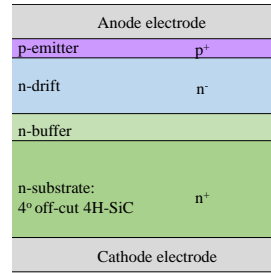 Anode electrode
p-emitter p⁺
n-drift n⁻
n-buffer
n-substrate:
4° off-cut 4H-SiC n⁺
Cathode electrode